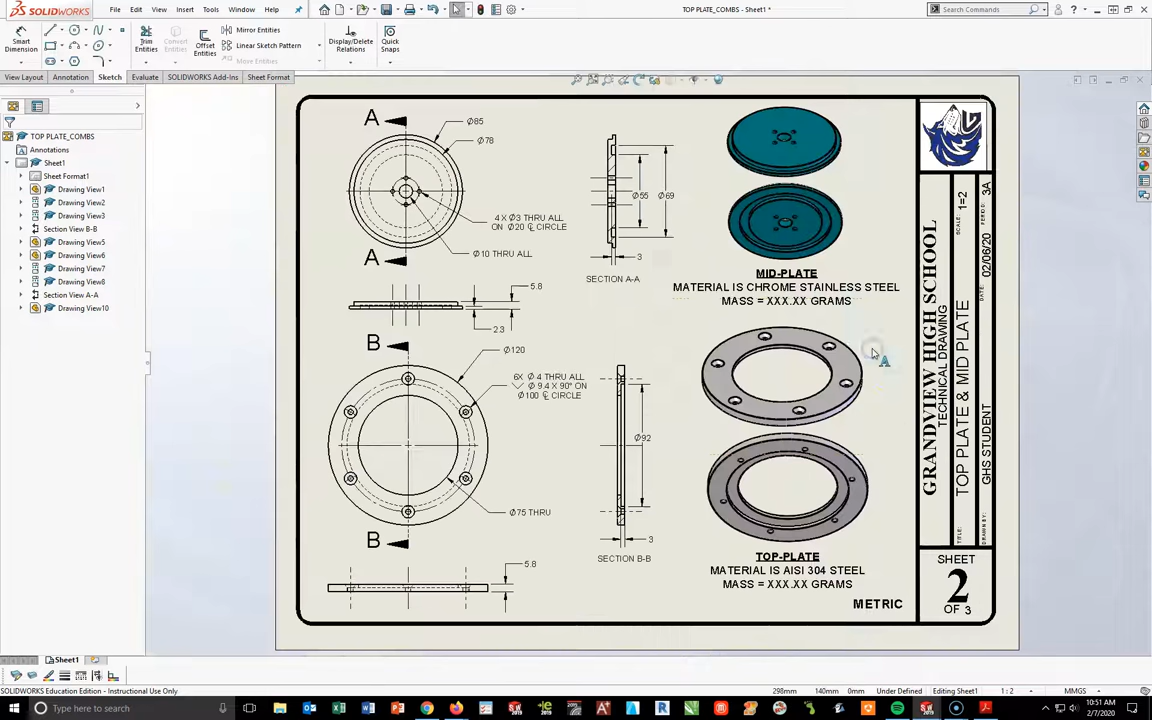 SOLIDWORKS
File Edit View Insert Tools Window Help
TOP PLATE_COMBS - Sheet1 *
Search Commands
Smart Dimension
Trim Entities
Convert Entities
Offset Entities
Mirror Entities
Linear Sketch Pattern
Move Entities
Display/Delete Relations
Quick Snaps
View Layout Annotation Sketch Evaluate SOLIDWORKS Add-Ins Sheet Format
TOP PLATE_COMBS
Annotations
Sheet1
Sheet Format1
Drawing View1
Drawing View2
Drawing View3
Section View B-B
Drawing View5
Drawing View6
Drawing View7
Drawing View8
Section View A-A
Drawing View10
A
Ø85
Ø78
4 X Ø3 THRU ALL
ON Ø20 ℄ CIRCLE
Ø10 THRU ALL
A
Ø55
Ø69
3
SECTION A-A
5.8
2.3
MID-PLATE
MATERIAL IS CHROME STAINLESS STEEL
MASS = XXX.XX GRAMS
B
Ø120
6X Ø 4 THRU ALL
⌵ Ø 9.4 X 90° ON
Ø100 ℄ CIRCLE
Ø75 THRU
B
Ø92
3
SECTION B-B
5.8
TOP-PLATE
MATERIAL IS AISI 304 STEEL
MASS = XXX.XX GRAMS
METRIC
GRANDVIEW HIGH SCHOOL
TECHNICAL DRAWING
TITLE: TOP PLATE & MID PLATE
SCALE: 1=2
DRAWN BY: GHS STUDENT
DATE: 02/06/20
PERIOD: 3A
SHEET
2
OF 3
A
Sheet1
SOLIDWORKS Education Edition - Instructional Use Only
298mm 140mm 0mm Under Defined Editing Sheet1 1 : 2 MMGS
Type here to search
10:51 AM
2/7/2020